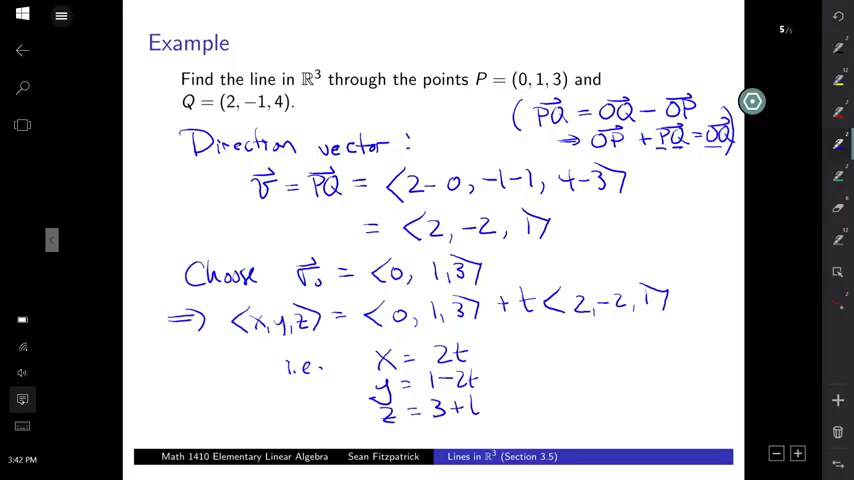 5/5
Example
Find the line in ℝ³ through the points P = (0, 1, 3) and
Q = (2, −1, 4).
( PQ⃗ = OQ⃗ − OP⃗
⇒ OP⃗ + PQ⃗ = OQ⃗ )
Direction vector :
v⃗ = PQ⃗ = ⟨2−0, −1−1, 4−3⟩
= ⟨2, −2, 1⟩
Choose r⃗₀ = ⟨0, 1, 3⟩
⇒ ⟨x,y,z⟩ = ⟨0, 1, 3⟩ + t⟨2,−2, 1⟩
i.e. x = 2t
y = 1−2t
z = 3+t
Math 1410 Elementary Linear Algebra Sean Fitzpatrick Lines in ℝ³ (Section 3.5)
3:42 PM